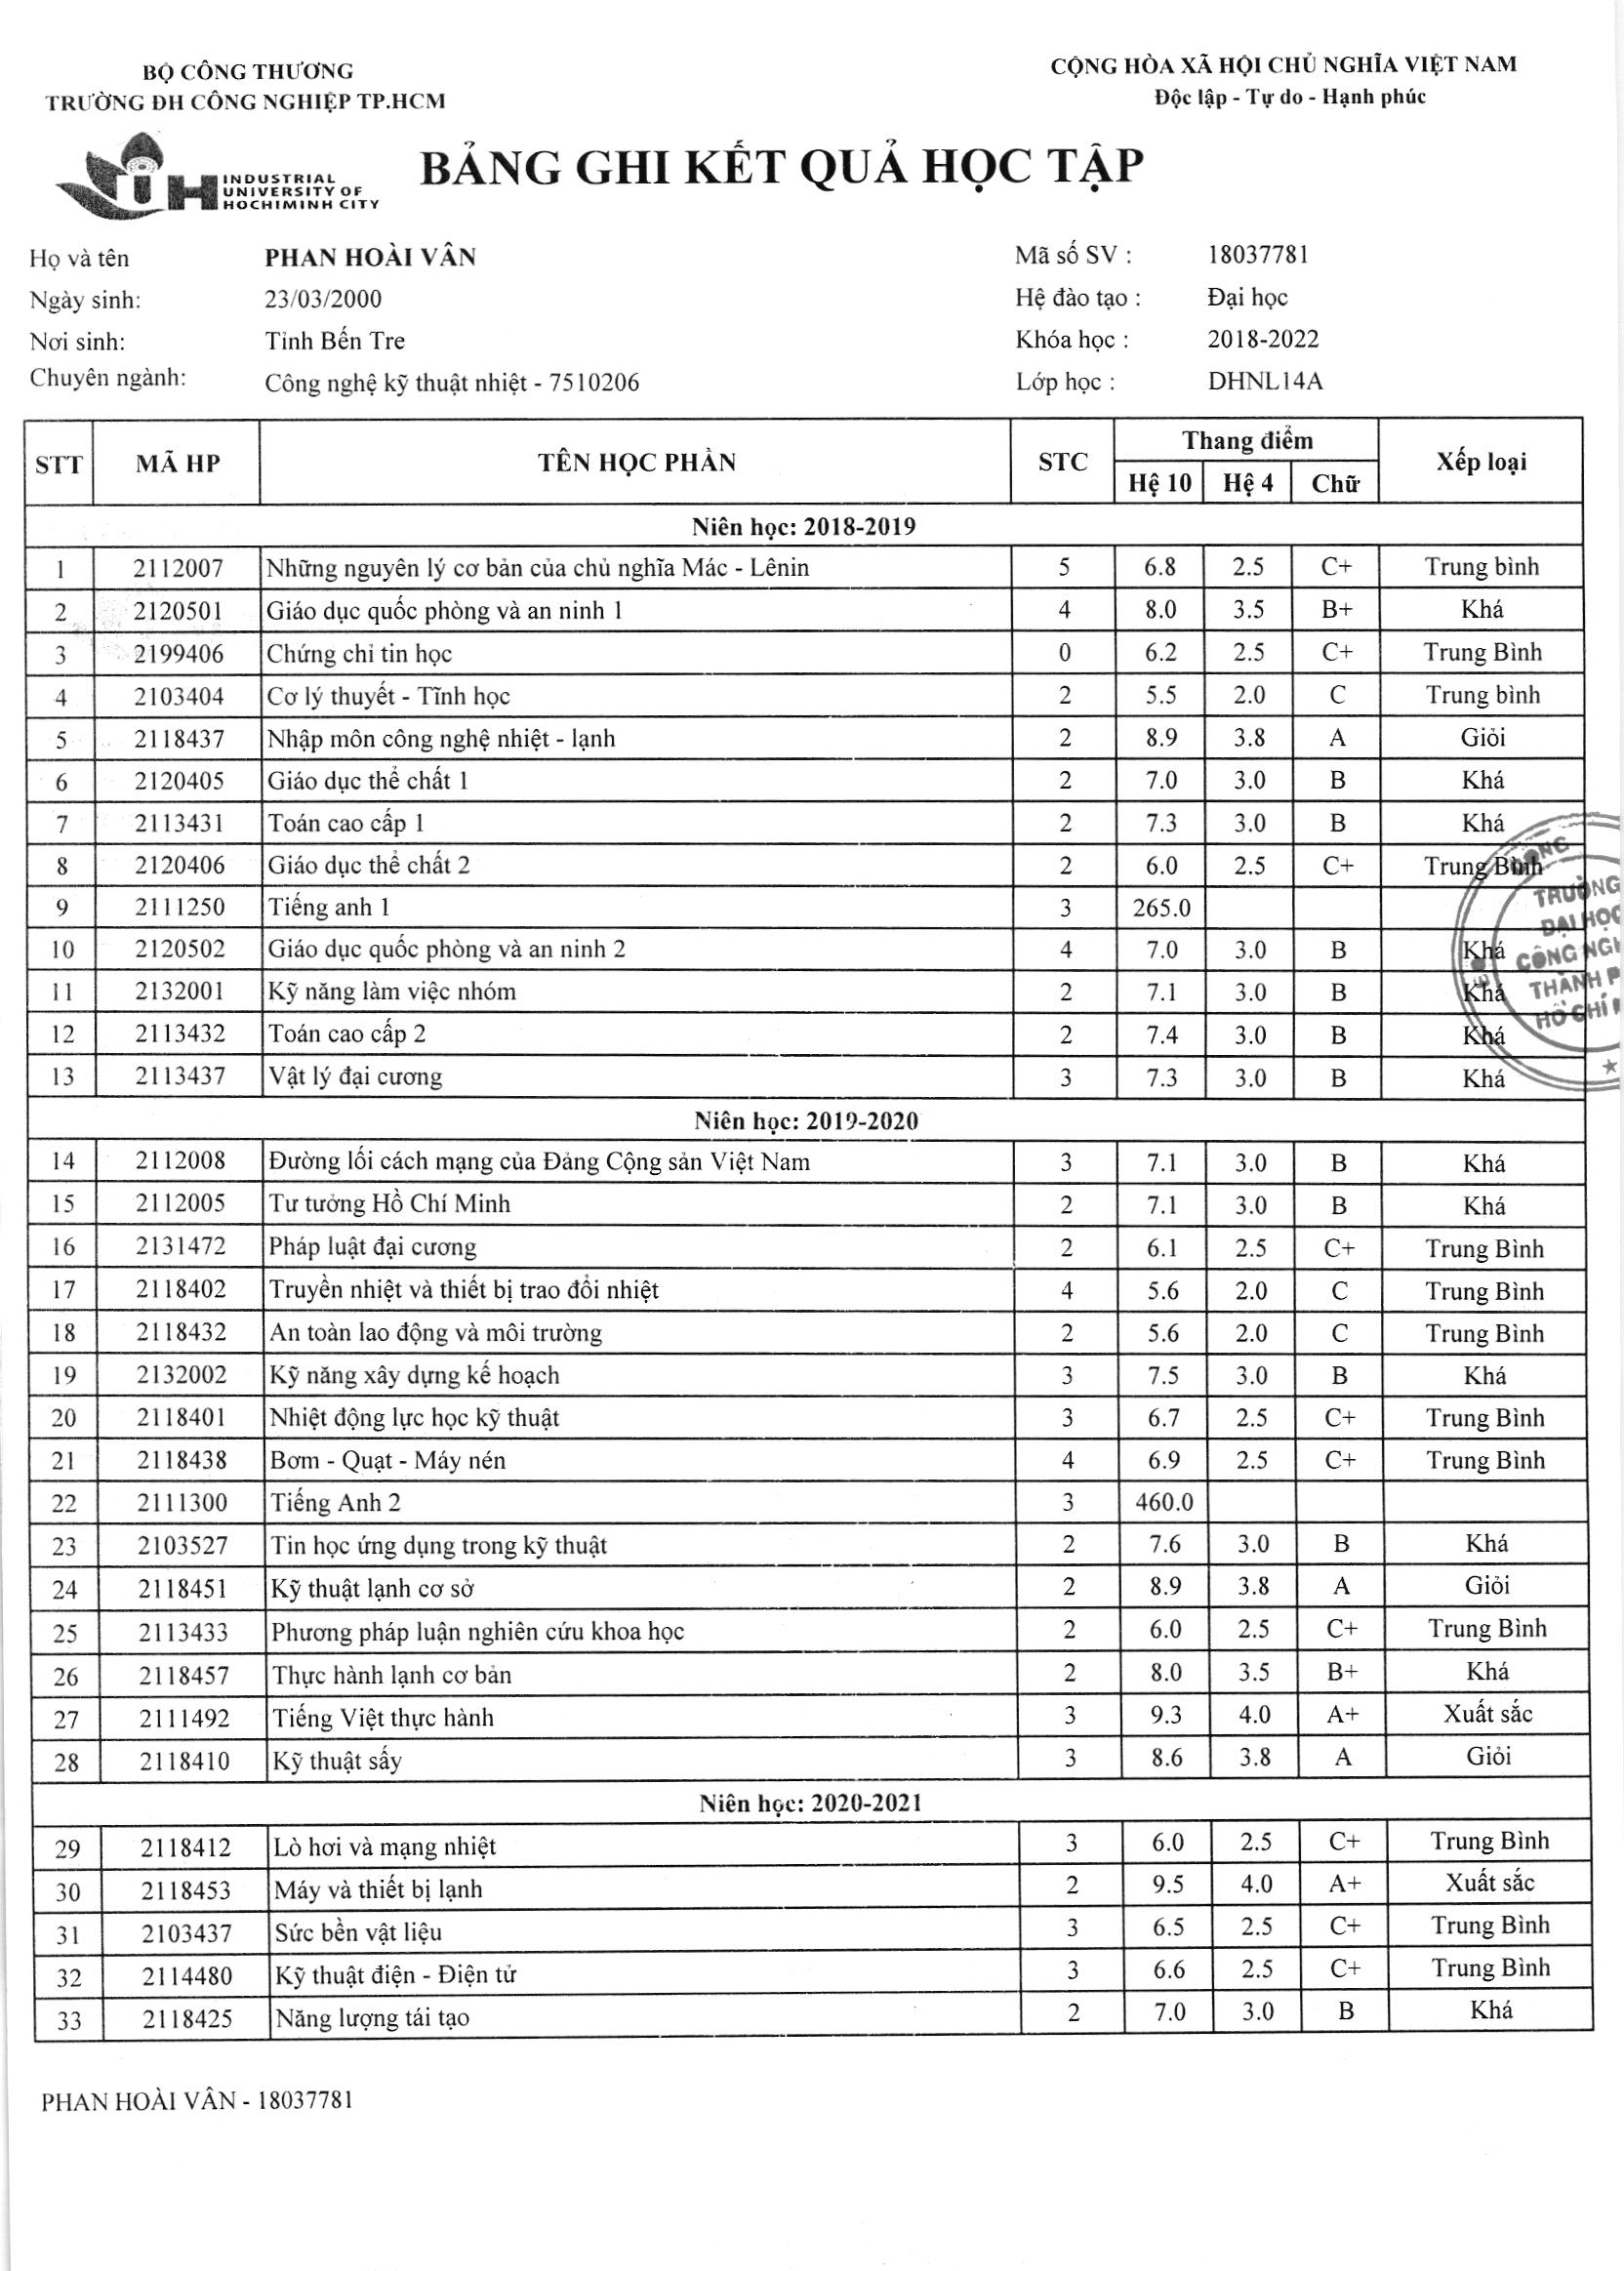 BỘ CÔNG THƯƠNG
TRƯỜNG ĐH CÔNG NGHIỆP TP.HCM
CỘNG HÒA XÃ HỘI CHỦ NGHĨA VIỆT NAM
Độc lập - Tự do - Hạnh phúc
INDUSTRIAL
UNIVERSITY OF
HOCHIMINH CITY
BẢNG GHI KẾT QUẢ HỌC TẬP
Họ và tên PHAN HOÀI VÂN Mã số SV : 18037781
Ngày sinh: 23/03/2000 Hệ đào tạo : Đại học
Nơi sinh: Tỉnh Bến Tre Khóa học : 2018-2022
Chuyên ngành: Công nghệ kỹ thuật nhiệt - 7510206 Lớp học : DHNL14A
STT MÃ HP TÊN HỌC PHẦN STC Thang điểm Xếp loại
Hệ 10 Hệ 4 Chữ
Niên học: 2018-2019
1 2112007 Những nguyên lý cơ bản của chủ nghĩa Mác - Lênin 5 6.8 2.5 C+ Trung bình
2 2120501 Giáo dục quốc phòng và an ninh 1 4 8.0 3.5 B+ Khá
3 2199406 Chứng chỉ tin học 0 6.2 2.5 C+ Trung Bình
4 2103404 Cơ lý thuyết - Tĩnh học 2 5.5 2.0 C Trung bình
5 2118437 Nhập môn công nghệ nhiệt - lạnh 2 8.9 3.8 A Giỏi
6 2120405 Giáo dục thể chất 1 2 7.0 3.0 B Khá
7 2113431 Toán cao cấp 1 2 7.3 3.0 B Khá
8 2120406 Giáo dục thể chất 2 2 6.0 2.5 C+ Trung Bình
9 2111250 Tiếng anh 1 3 265.0
10 2120502 Giáo dục quốc phòng và an ninh 2 4 7.0 3.0 B Khá
11 2132001 Kỹ năng làm việc nhóm 2 7.1 3.0 B Khá
12 2113432 Toán cao cấp 2 2 7.4 3.0 B Khá
13 2113437 Vật lý đại cương 3 7.3 3.0 B Khá
TRƯỜNG
ĐẠI HỌC
CÔNG
THÀNH
HỒ CHÍ
Niên học: 2019-2020
14 2112008 Đường lối cách mạng của Đảng Cộng sản Việt Nam 3 7.1 3.0 B Khá
15 2112005 Tư tưởng Hồ Chí Minh 2 7.1 3.0 B Khá
16 2131472 Pháp luật đại cương 2 6.1 2.5 C+ Trung Bình
17 2118402 Truyền nhiệt và thiết bị trao đổi nhiệt 4 5.6 2.0 C Trung Bình
18 2118432 An toàn lao động và môi trường 2 5.6 2.0 C Trung Bình
19 2132002 Kỹ năng xây dựng kế hoạch 3 7.5 3.0 B Khá
20 2118401 Nhiệt động lực học kỹ thuật 3 6.7 2.5 C+ Trung Bình
21 2118438 Bơm - Quạt - Máy nén 4 6.9 2.5 C+ Trung Bình
22 2111300 Tiếng Anh 2 3 460.0
23 2103527 Tin học ứng dụng trong kỹ thuật 2 7.6 3.0 B Khá
24 2118451 Kỹ thuật lạnh cơ sở 2 8.9 3.8 A Giỏi
25 2113433 Phương pháp luận nghiên cứu khoa học 2 6.0 2.5 C+ Trung Bình
26 2118457 Thực hành lạnh cơ bản 2 8.0 3.5 B+ Khá
27 2111492 Tiếng Việt thực hành 3 9.3 4.0 A+ Xuất sắc
28 2118410 Kỹ thuật sấy 3 8.6 3.8 A Giỏi
Niên học: 2020-2021
29 2118412 Lò hơi và mạng nhiệt 3 6.0 2.5 C+ Trung Bình
30 2118453 Máy và thiết bị lạnh 2 9.5 4.0 A+ Xuất sắc
31 2103437 Sức bền vật liệu 3 6.5 2.5 C+ Trung Bình
32 2114480 Kỹ thuật điện - Điện tử 3 6.6 2.5 C+ Trung Bình
33 2118425 Năng lượng tái tạo 2 7.0 3.0 B Khá
PHAN HOÀI VÂN - 18037781